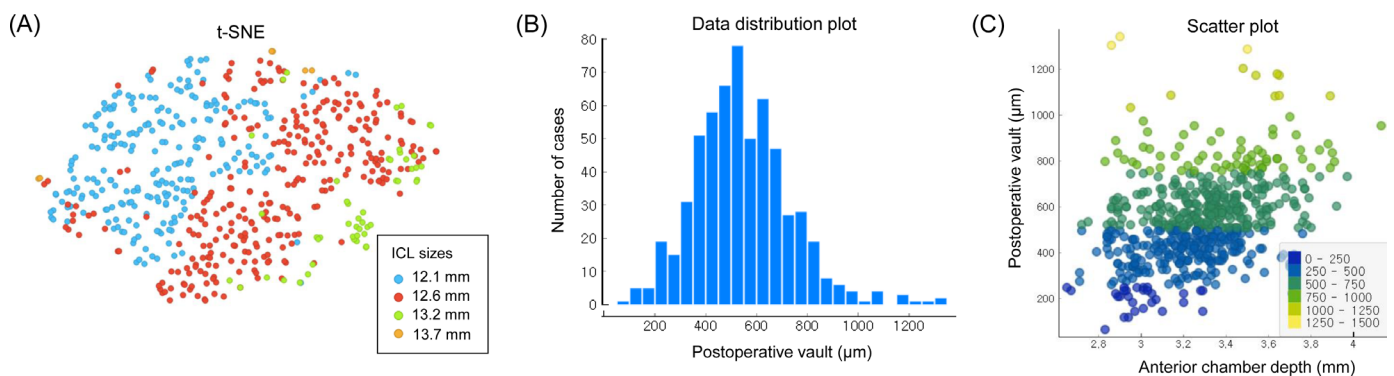 (A)
t-SNE
ICL sizes
12.1 mm
12.6 mm
13.2 mm
13.7 mm
(B)
Data distribution plot
Number of cases
80
70
60
50
40
30
20
10
0
200
400
600
800
1000
1200
Postoperative vault (μm)
(C)
Scatter plot
Postoperative vault (μm)
1200
1000
800
600
400
200
0 - 250
250 - 500
500 - 750
750 - 1000
1000 - 1250
1250 - 1500
2.8
3
3.2
3.4
3.6
3.8
4
Anterior chamber depth (mm)